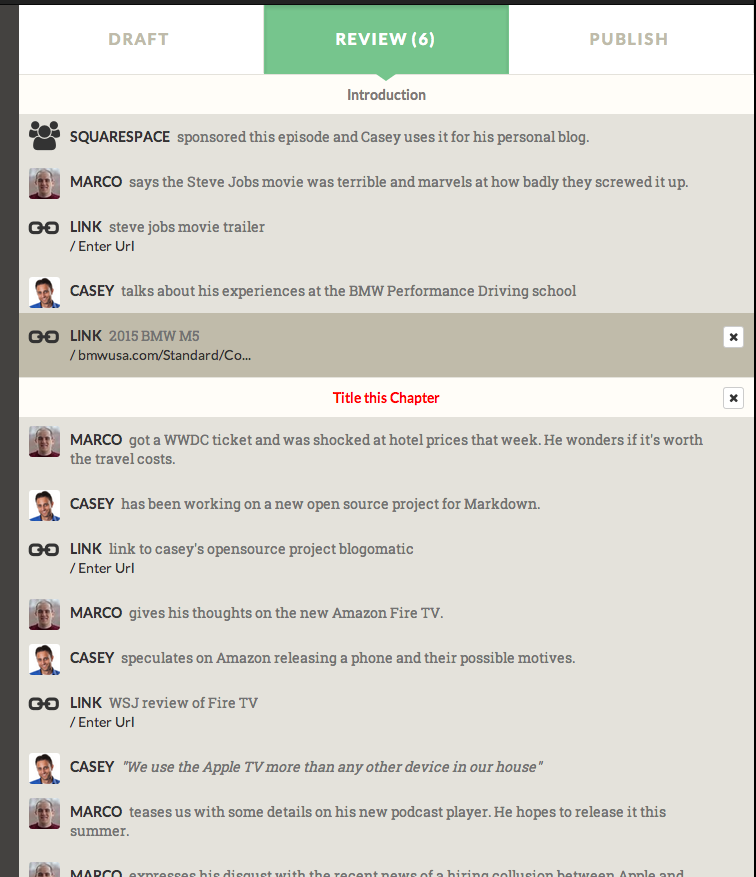 DRAFT REVIEW (6) PUBLISH
Introduction
SQUARESPACE sponsored this episode and Casey uses it for his personal blog.
MARCO says the Steve Jobs movie was terrible and marvels at how badly they screwed it up.
LINK steve jobs movie trailer
/ Enter Url
CASEY talks about his experiences at the BMW Performance Driving school
LINK 2015 BMW M5
/ bmwusa.com/Standard/Co...
Title this Chapter
MARCO got a WWDC ticket and was shocked at hotel prices that week. He wonders if it's worth
the travel costs.
CASEY has been working on a new open source project for Markdown.
LINK link to casey's opensource project blogomatic
/ Enter Url
MARCO gives his thoughts on the new Amazon Fire TV.
CASEY speculates on Amazon releasing a phone and their possible motives.
LINK WSJ review of Fire TV
/ Enter Url
CASEY "We use the Apple TV more than any other device in our house"
MARCO teases us with some details on his new podcast player. He hopes to release it this
summer.
MARCO expresses his disgust with the recent news of a hiring collusion between Apple and